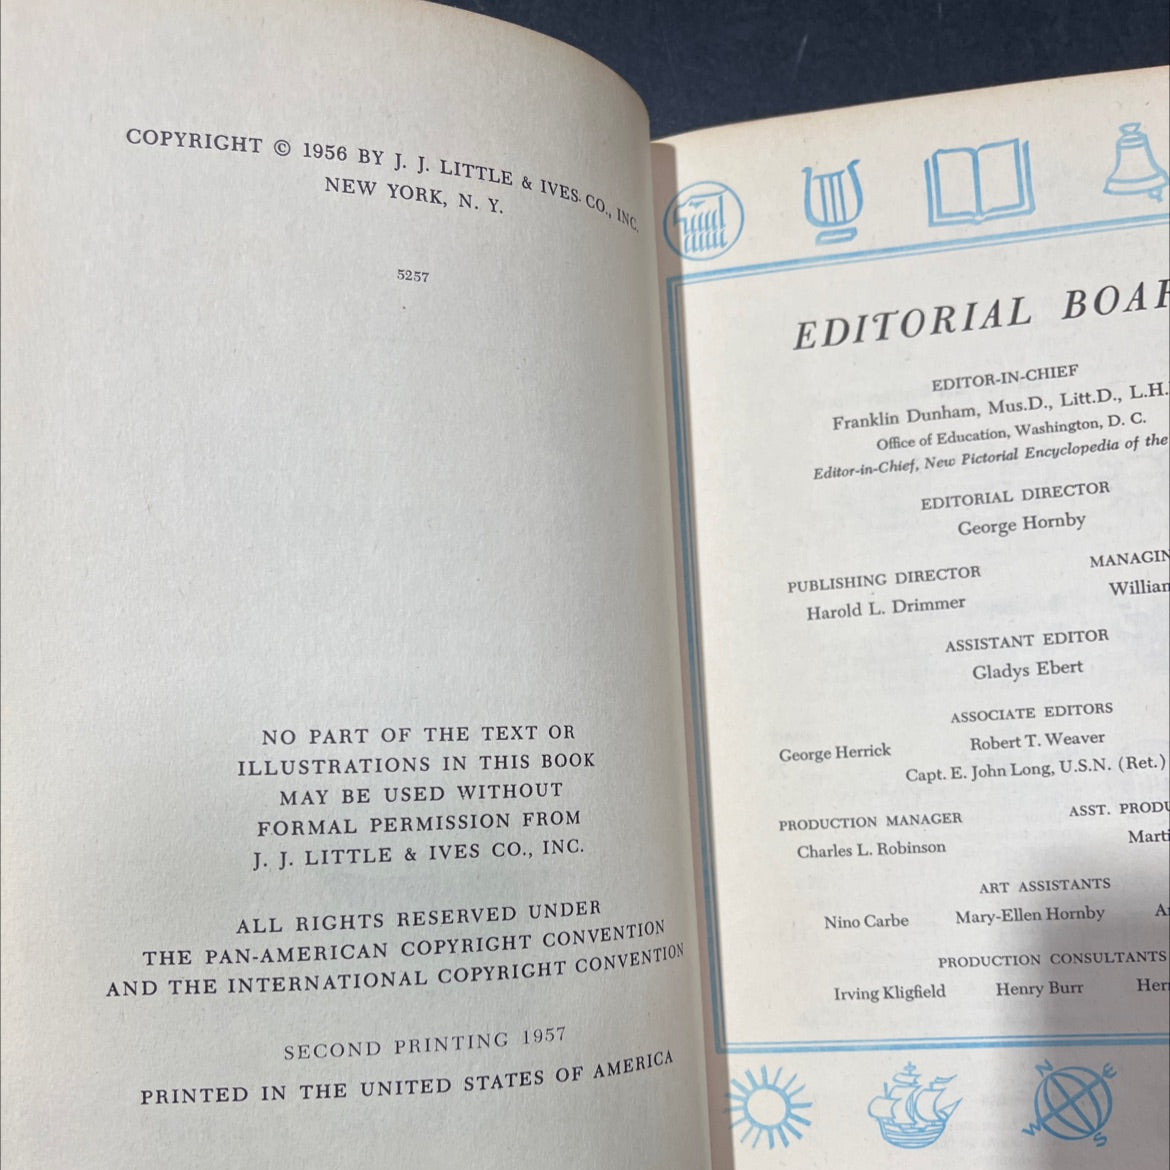 COPYRIGHT © 1956 BY J. J. LITTLE & IVES CO., INC.
NEW YORK, N. Y.
5257
NO PART OF THE TEXT OR
ILLUSTRATIONS IN THIS BOOK
MAY BE USED WITHOUT
FORMAL PERMISSION FROM
J. J. LITTLE & IVES CO., INC.
ALL RIGHTS RESERVED UNDER
THE PAN-AMERICAN COPYRIGHT CONVENTION
AND THE INTERNATIONAL COPYRIGHT CONVENTION
SECOND PRINTING 1957
PRINTED IN THE UNITED STATES OF AMERICA
EDITORIAL
EDITOR-IN-CHIEF
Franklin Dunham, Mus.D., Litt.D., L.H.
Office of Education, Washington, D. C.
Editor-in-Chief, New Pictorial Encyclopedia of the
EDITORIAL DIRECTOR
George Hornby
PUBLISHING DIRECTOR
Harold L. Drimmer
ASSISTANT EDITOR
Gladys Ebert
ASSOCIATE EDITORS
George Herrick Robert T. Weaver
Capt. E. John Long, U.S.N. (Ret.)
PRODUCTION MANAGER ASST.
Charles L. Robinson
ART ASSISTANTS
Nino Carbe Mary-Ellen Hornby
PRODUCTION CONSULTANTS
Irving Kligfield Henry Burr
N
E
W
S